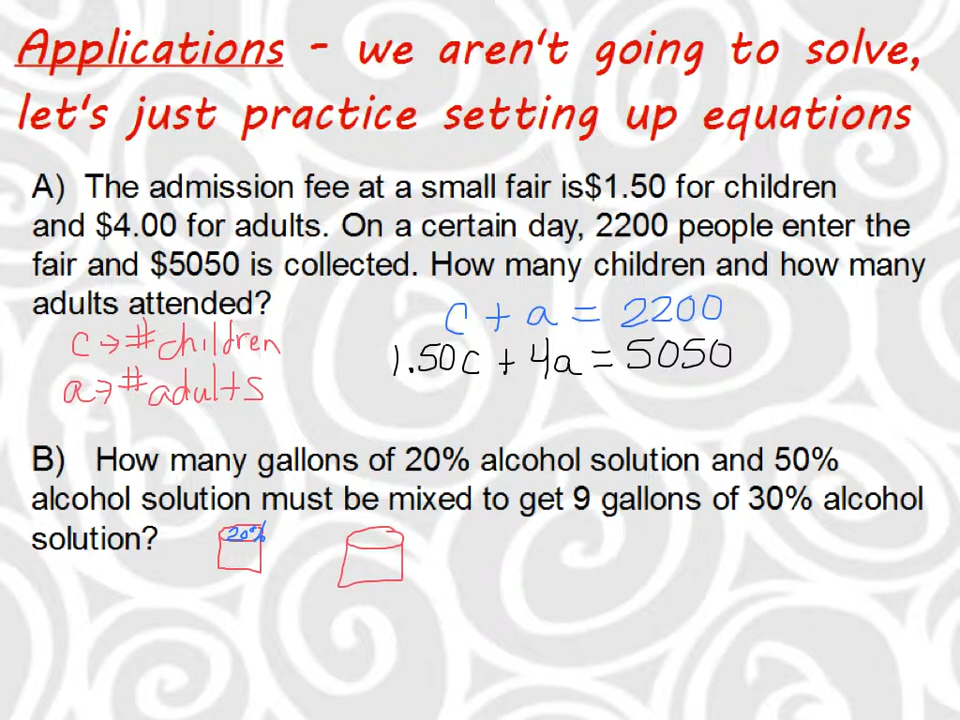 Applications - we aren't going to solve,
let's just practice setting up equations
A) The admission fee at a small fair is$1.50 for children
and $4.00 for adults. On a certain day, 2200 people enter the
fair and $5050 is collected. How many children and how many
adults attended?
c + a = 2200
c → #children
1.50c + 4a = 5050
a → #adults
B) How many gallons of 20% alcohol solution and 50%
alcohol solution must be mixed to get 9 gallons of 30% alcohol
solution?
20%